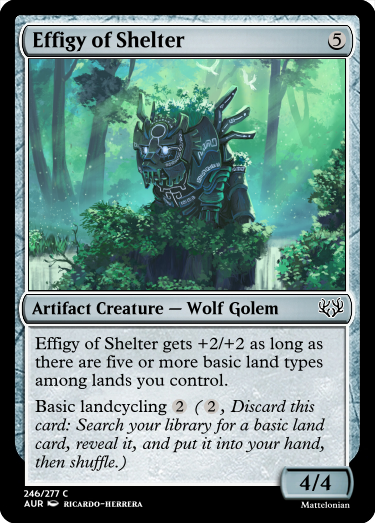 Effigy of Shelter 5
Artifact Creature — Wolf Golem
Effigy of Shelter gets +2/+2 as long as
there are five or more basic land types
among lands you control.
Basic landcycling 2 ( 2 , Discard this
card: Search your library for a basic land
card, reveal it, and put it into your hand,
then shuffle.)
4/4
246/277 C
AUR RICARDO-HERRERA
Mattelonian